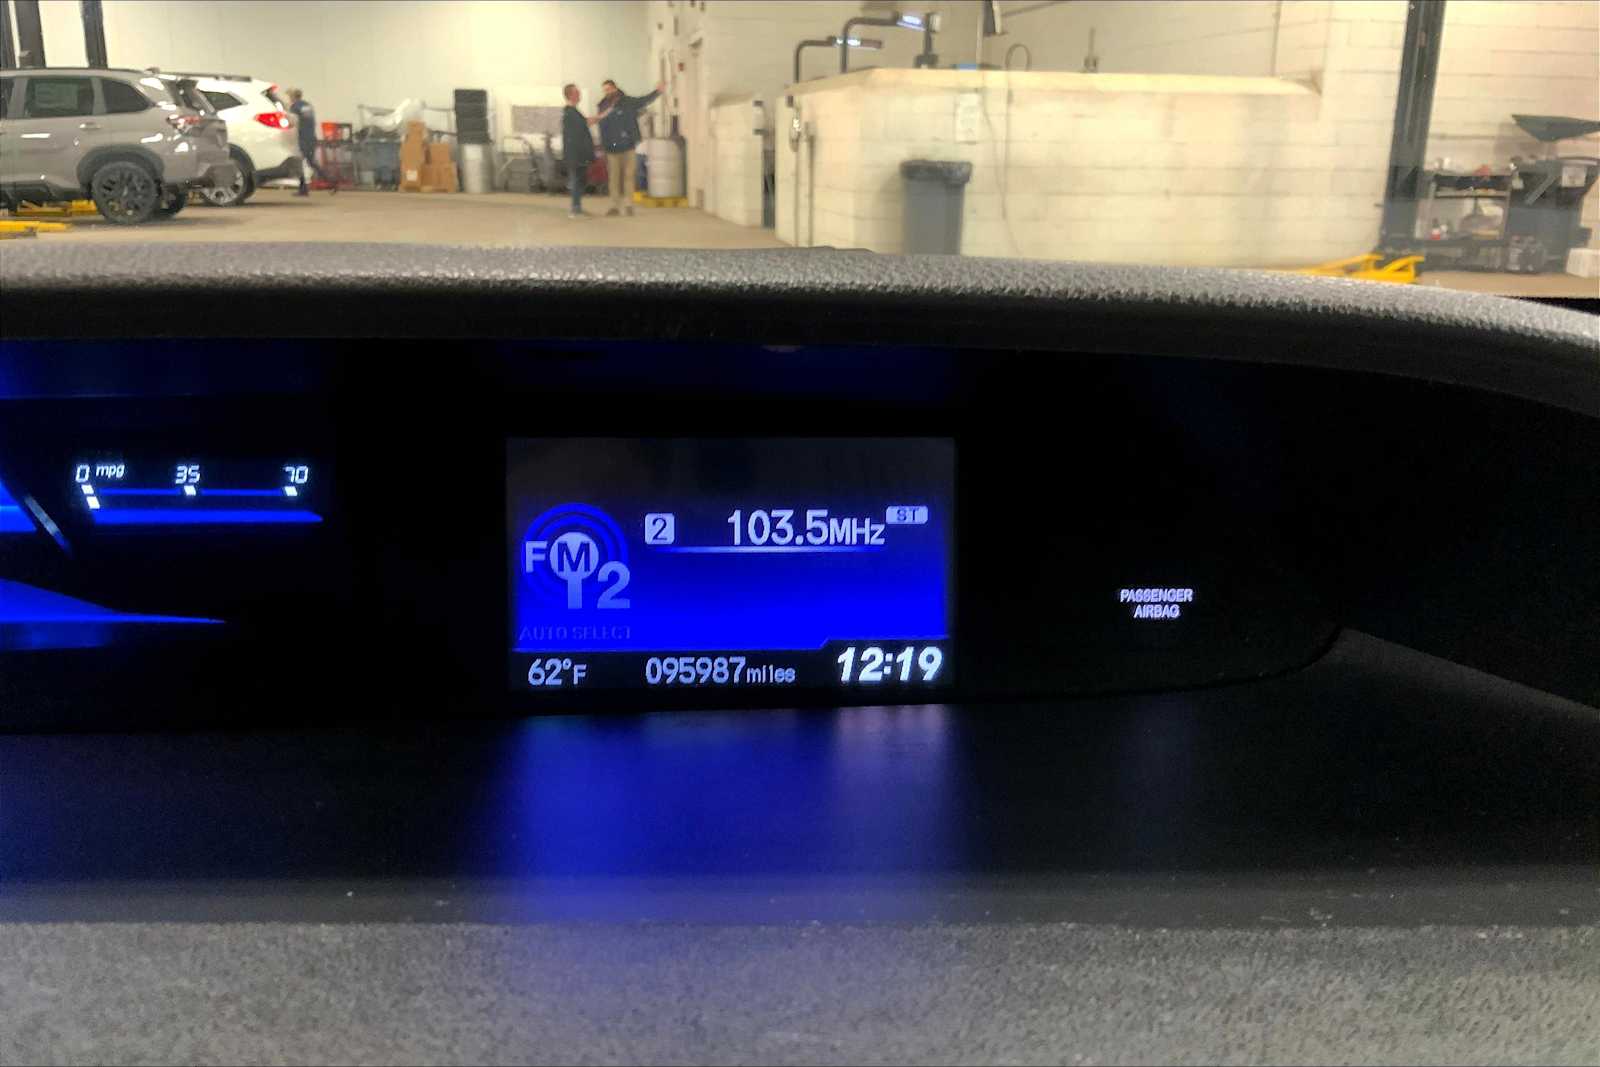 0 mpg 35 70
FM 2
2 103.5MHz ST
AUTO SELECT
62°F 095987miles 12:19
PASSENGER
AIRBAG